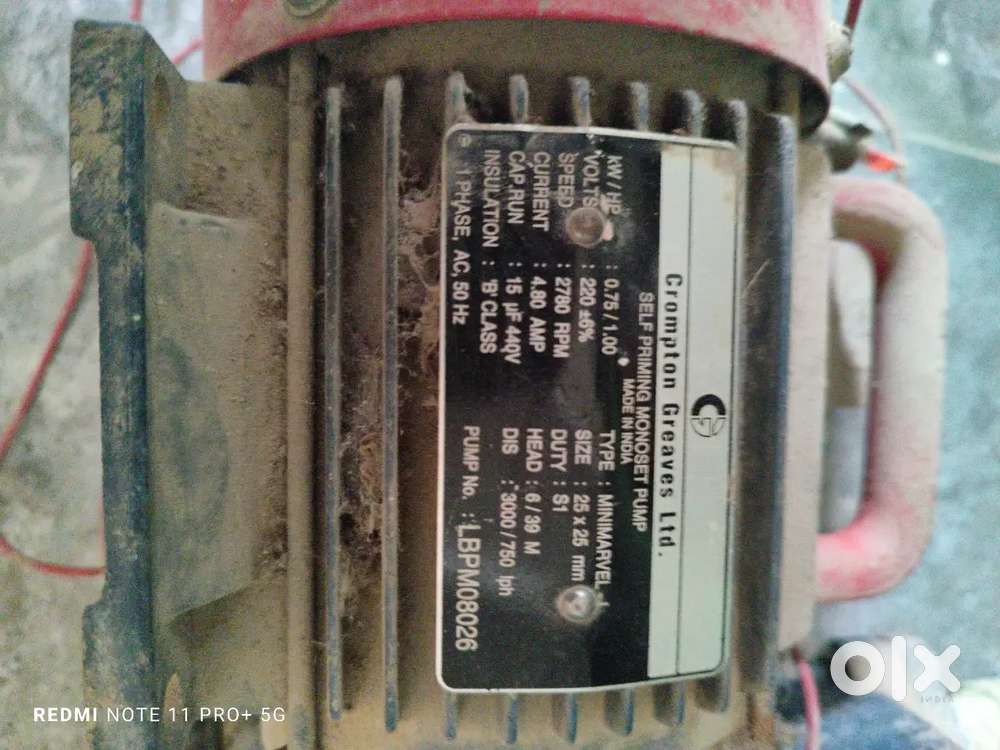 CG
Crompton Greaves Ltd.
SELF PRIMING MONOSET PUMP
MADE IN INDIA
kW / HP : 0.75 / 1.00
VOLTS : 220 ±6%
SPEED : 2780 RPM
CURRENT : 4.80 AMP
CAP. RUN : 15 µF 440V
INSULATION : 'B' CLASS
1 PHASE, AC, 50 Hz
TYPE : MINIMARVEL - I
SIZE : 25 x 25 mm
DUTY : S1
HEAD : 6 / 39 M
DIS : 3000 / 750 lph
PUMP No. : LBPM08026
REDMI NOTE 11 PRO+ 5G
olx
INDIA